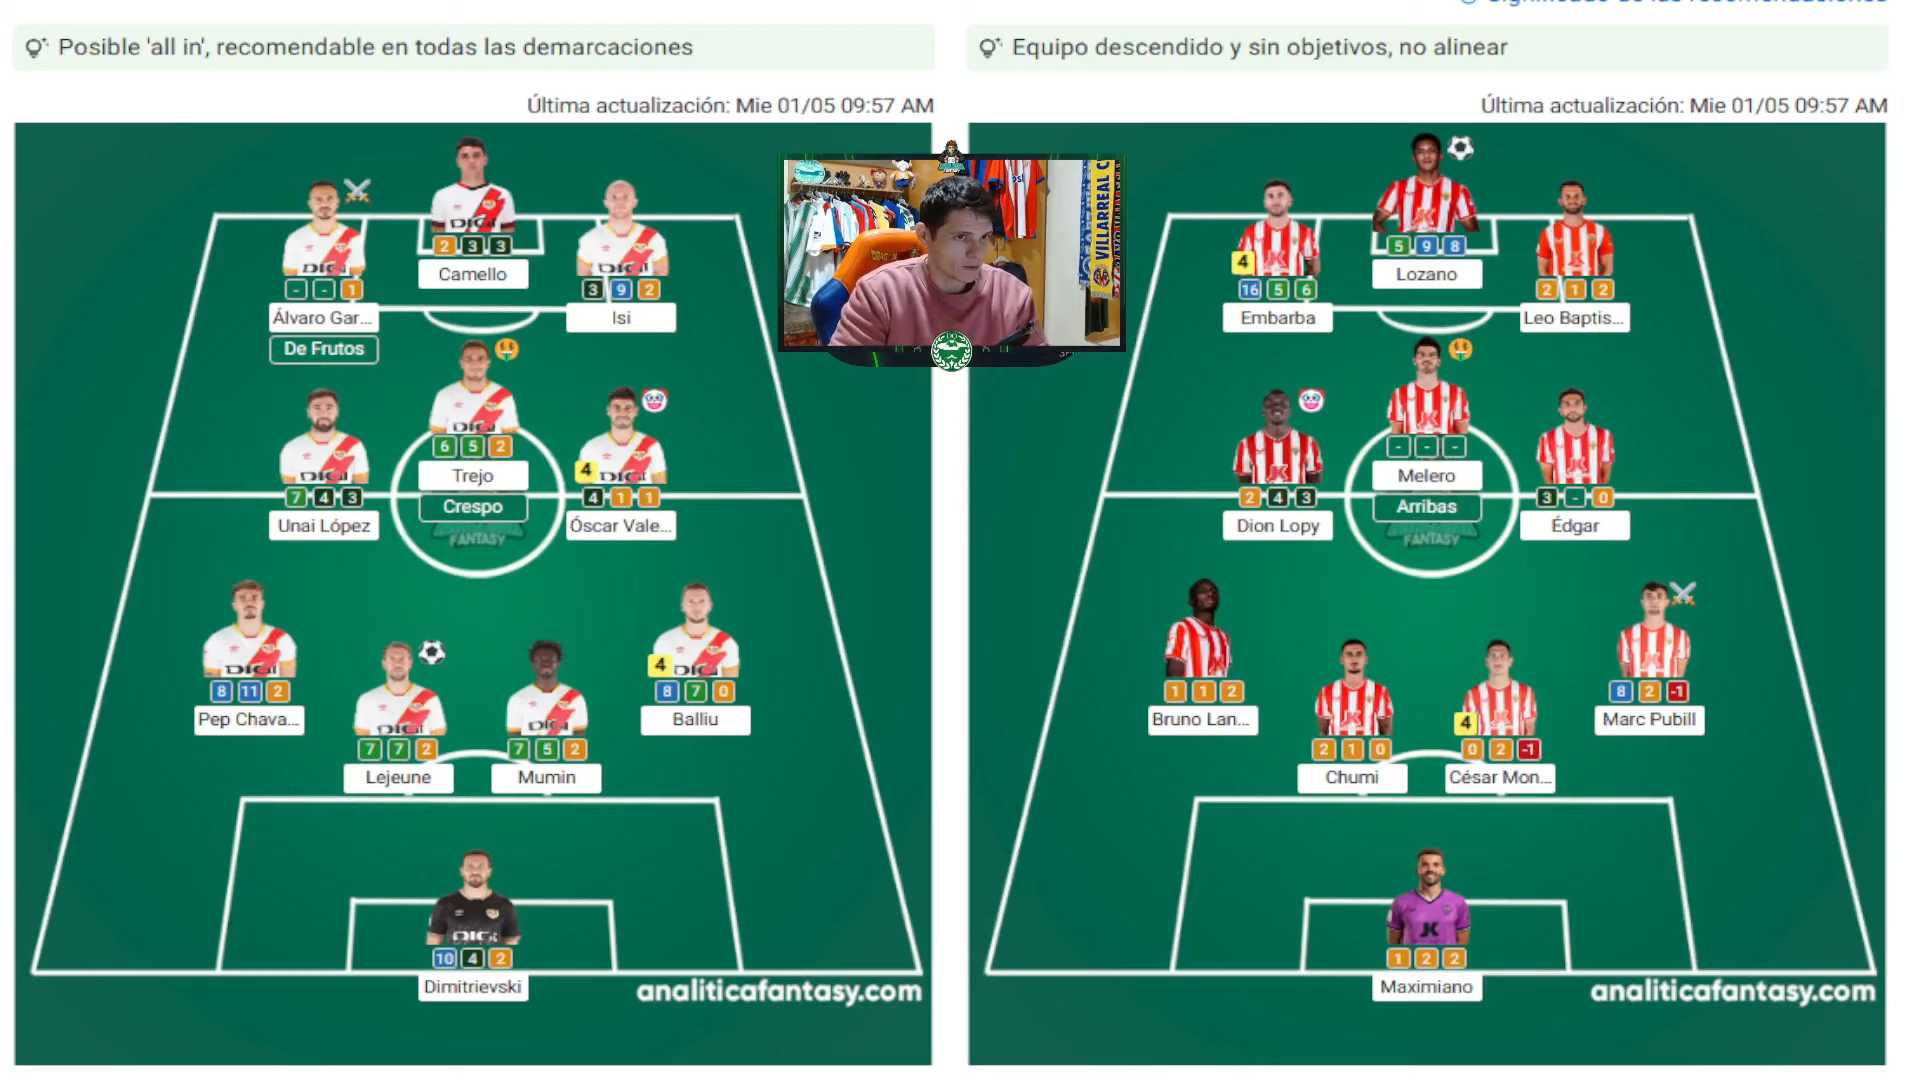 Posible 'all in', recomendable en todas las demarcaciones
Última actualización: Mie 01/05 09:57 AM
Camello
2 3 3
Álvaro Gar...
- - 1
De Frutos
Isi
3 9 2
Trejo
6 5 2
Crespo
Unai López
7 4 3
Óscar Vale...
4
4 1 1
FANTASY
Pep Chava...
8 11 2
Lejeune
7 7 2
Mumin
7 5 2
Balliu
4
8 7 0
Dimitrievski
10 4 2
analiticafantasy.com
Equipo descendido y sin objetivos, no alinear
Última actualización: Mie 01/05 09:57 AM
Lozano
5 9 8
Embarba
4
16 5 6
Leo Baptis...
2 1 2
Melero
- - -
Arribas
Dion Lopy
2 4 3
Édgar
3 - 0
FANTASY
Bruno Lan...
1 1 2
Chumi
2 1 0
César Mon...
4
0 2 -1
Marc Pubill
8 2 -1
Maximiano
1 2 2
analiticafantasy.com
VILLARREAL C